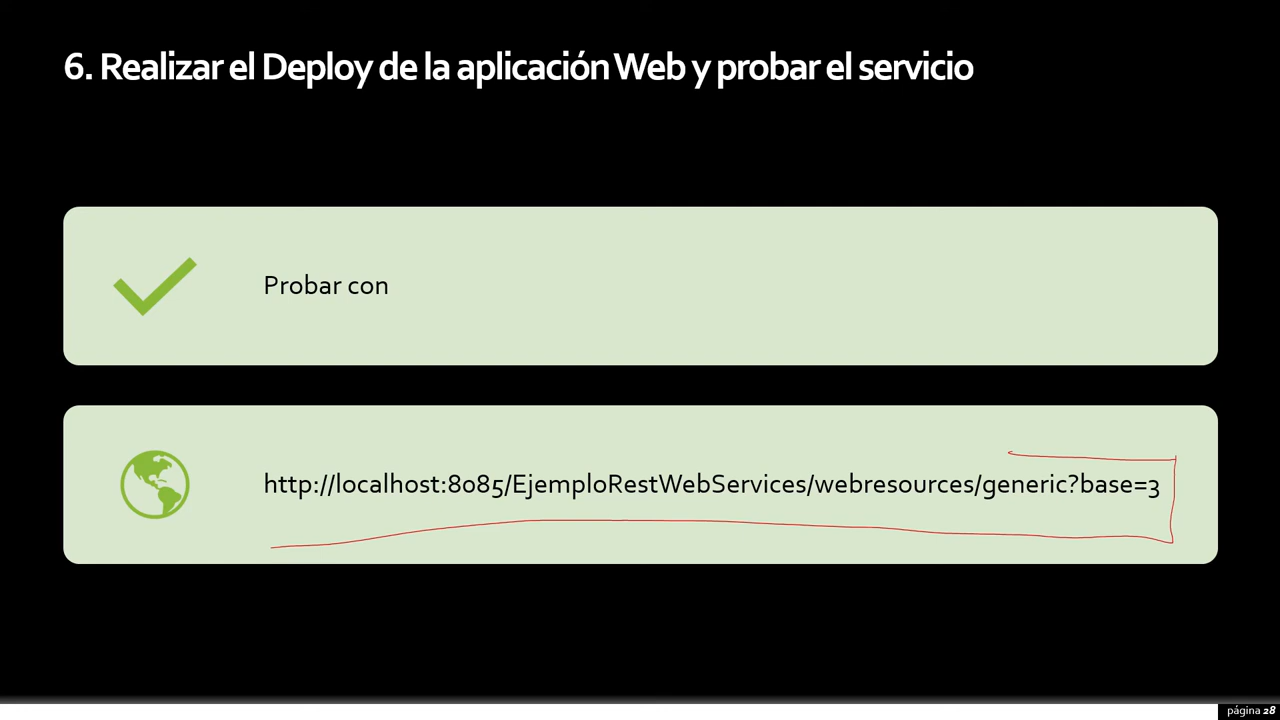 6. Realizar el Deploy de la aplicación Web y probar el servicio
Probar con
http://localhost:8085/EjemploRestWebServices/webresources/generic?base=3
página 28